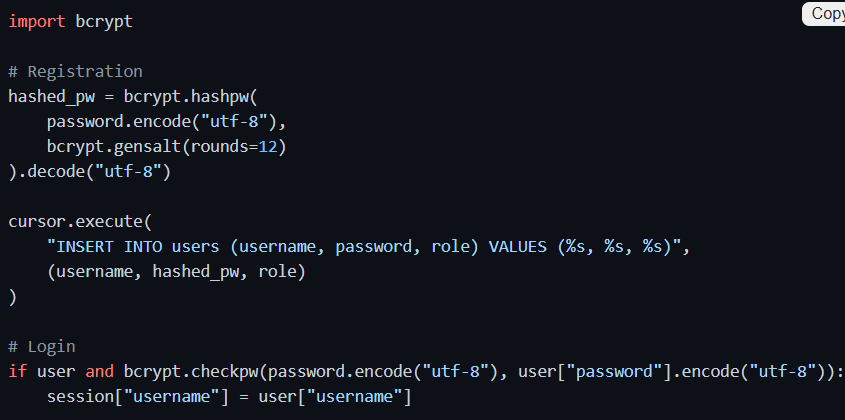 import bcrypt
Copy
# Registration
hashed_pw = bcrypt.hashpw(
    password.encode("utf-8"),
    bcrypt.gensalt(rounds=12)
).decode("utf-8")
cursor.execute(
    "INSERT INTO users (username, password, role) VALUES (%s, %s, %s)",
    (username, hashed_pw, role)
)
# Login
if user and bcrypt.checkpw(password.encode("utf-8"), user["password"].encode("utf-8")):
    session["username"] = user["username"]